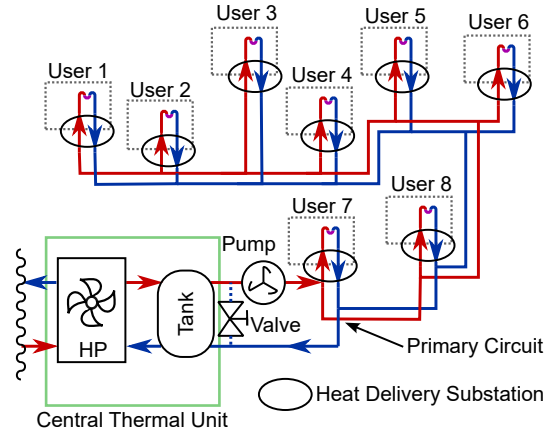 User 3
User 5
User 6
User 1
User 2
User 4
User 7
User 8
Pump
Tank
HP
Valve
Primary Circuit
Heat Delivery Substation
Central Thermal Unit